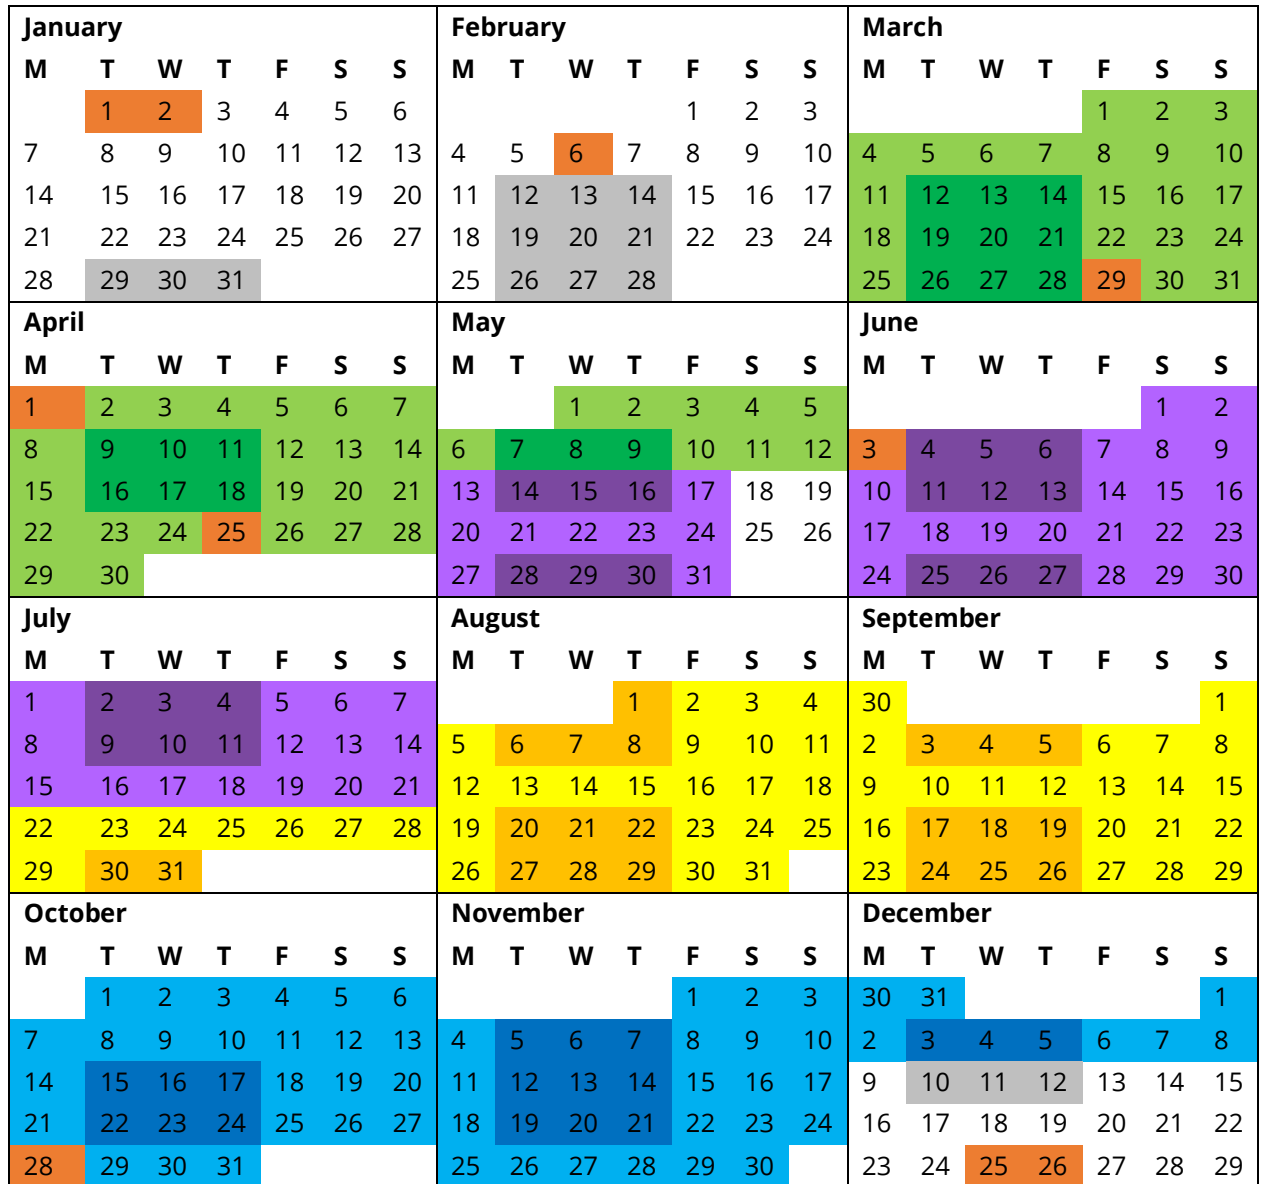 January
M T W T F S S
1 2 3 4 5 6
7 8 9 10 11 12 13
14 15 16 17 18 19 20
21 22 23 24 25 26 27
28 29 30 31
February
M T W T F S S
1 2 3
4 5 6 7 8 9 10
11 12 13 14 15 16 17
18 19 20 21 22 23 24
25 26 27 28
March
M T W T F S S
1 2 3
4 5 6 7 8 9 10
11 12 13 14 15 16 17
18 19 20 21 22 23 24
25 26 27 28 29 30 31
April
M T W T F S S
1 2 3 4 5 6 7
8 9 10 11 12 13 14
15 16 17 18 19 20 21
22 23 24 25 26 27 28
29 30
May
M T W T F S S
1 2 3 4 5
6 7 8 9 10 11 12
13 14 15 16 17 18 19
20 21 22 23 24 25 26
27 28 29 30 31
June
M T W T F S S
1 2
3 4 5 6 7 8 9
10 11 12 13 14 15 16
17 18 19 20 21 22 23
24 25 26 27 28 29 30
July
M T W T F S S
1 2 3 4 5 6 7
8 9 10 11 12 13 14
15 16 17 18 19 20 21
22 23 24 25 26 27 28
29 30 31
August
M T W T F S S
1 2 3 4
5 6 7 8 9 10 11
12 13 14 15 16 17 18
19 20 21 22 23 24 25
26 27 28 29 30 31
September
M T W T F S S
30 1
2 3 4 5 6 7 8
9 10 11 12 13 14 15
16 17 18 19 20 21 22
23 24 25 26 27 28 29
October
M T W T F S S
1 2 3 4 5 6
7 8 9 10 11 12 13
14 15 16 17 18 19 20
21 22 23 24 25 26 27
28 29 30 31
November
M T W T F S S
1 2 3
4 5 6 7 8 9 10
11 12 13 14 15 16 17
18 19 20 21 22 23 24
25 26 27 28 29 30
December
M T W T F S S
30 31 1
2 3 4 5 6 7 8
9 10 11 12 13 14 15
16 17 18 19 20 21 22
23 24 25 26 27 28 29